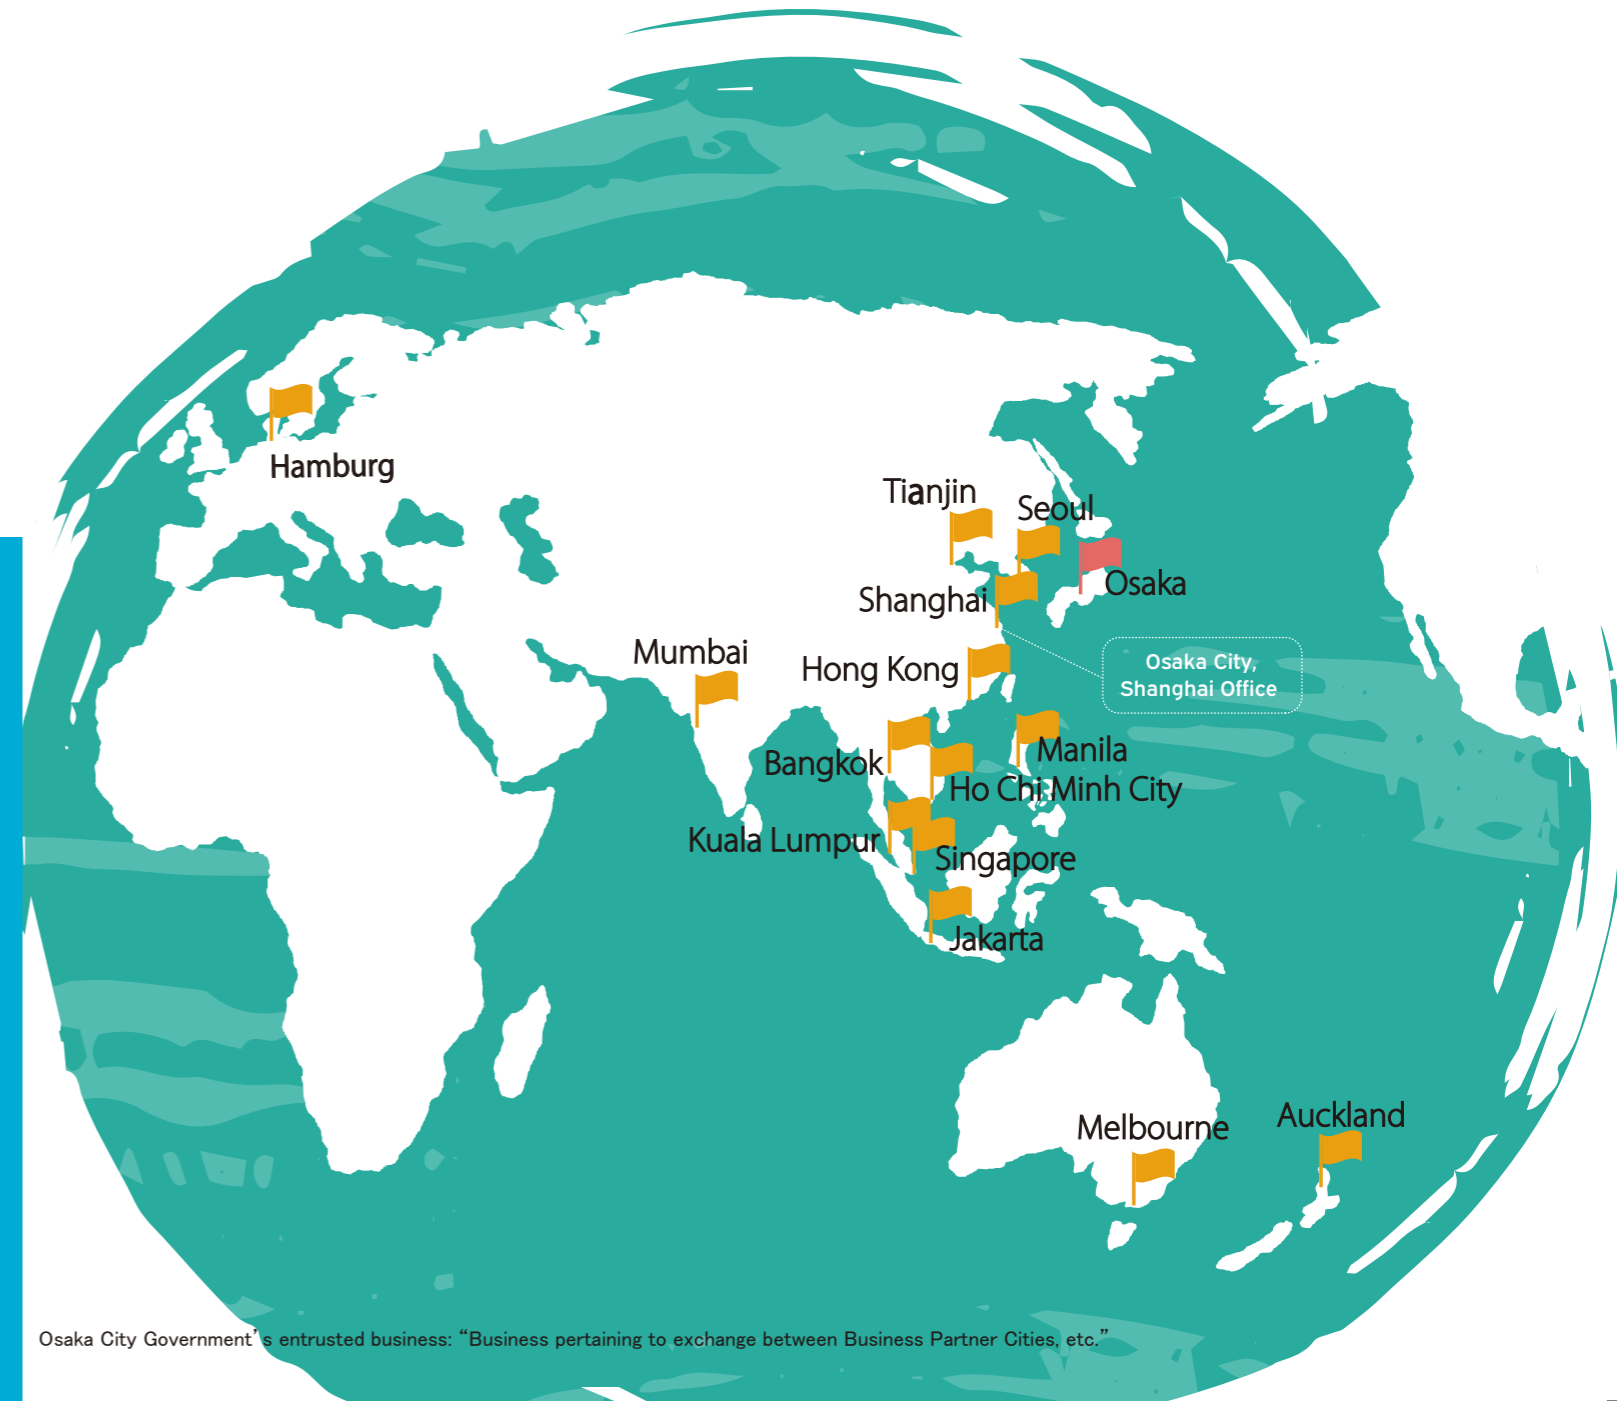 Hamburg
Tianjin
Seoul
Osaka
Shanghai
Mumbai
Hong Kong
Osaka City,
Shanghai Office
Manila
Bangkok
Ho Chi Minh City
Kuala Lumpur
Singapore
Jakarta
Auckland
Melbourne
Osaka City Government’s entrusted business: “Business pertaining to exchange between Business Partner Cities, etc.”